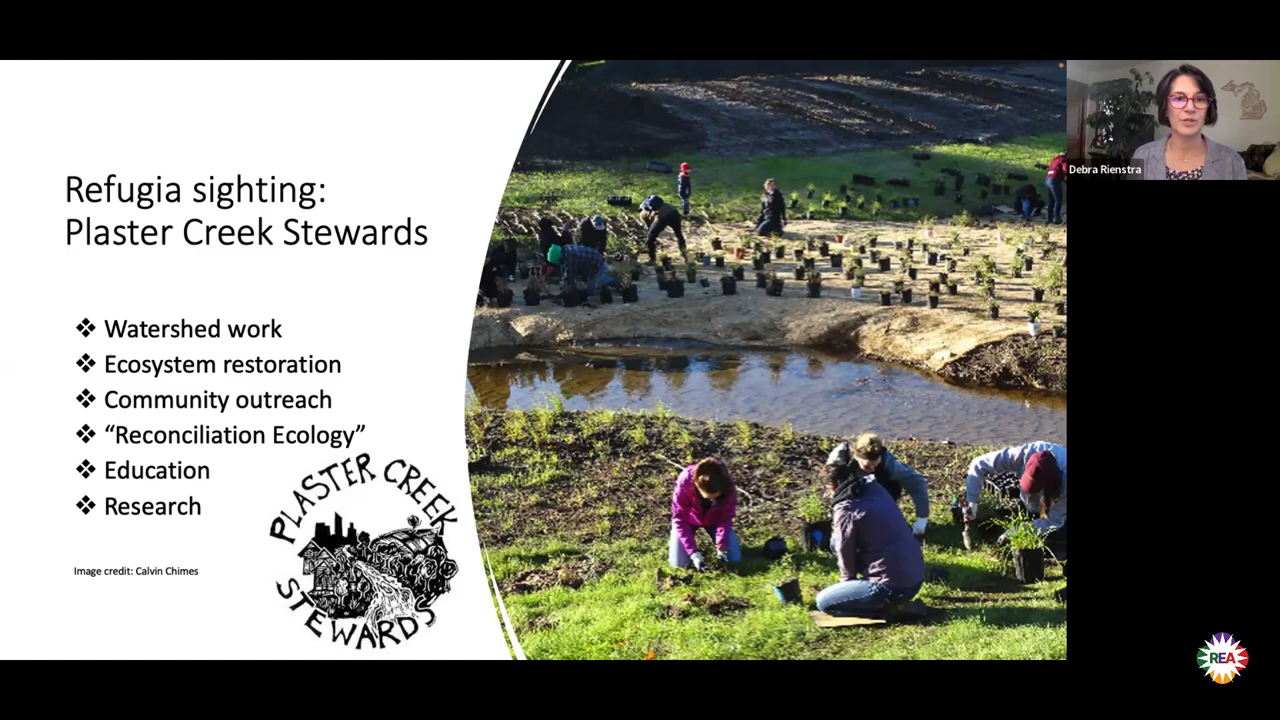 Refugia sighting:
Plaster Creek Stewards
❖ Watershed work
❖ Ecosystem restoration
❖ Community outreach
❖ “Reconciliation Ecology”
❖ Education
❖ Research
PLASTER CREEK
STEWARDS
Image credit: Calvin Chimes
Debra Rienstra
REA